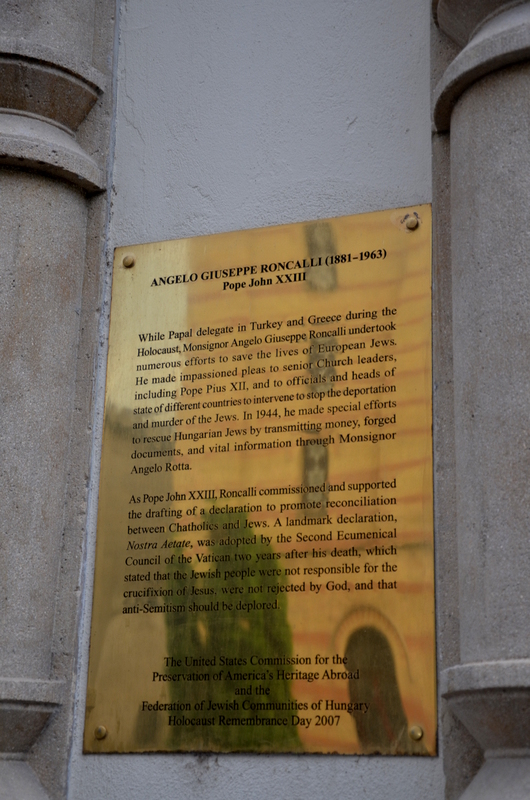 ANGELO GIUSEPPE RONCALLI (1881–1963)
Pope John XXIII
While Papal delegate in Turkey and Greece during the
Holocaust, Monsignor Angelo Giuseppe Roncalli undertook
numerous efforts to save the lives of European Jews.
He made impassioned pleas to senior Church leaders,
including Pope Pius XII, and to officials and heads of
state of different countries to intervene to stop the deportation
and murder of the Jews. In 1944, he made special efforts
to rescue Hungarian Jews by transmitting money, forged
documents, and vital information through Monsignor
Angelo Rotta.
As Pope John XXIII, Roncalli commissioned and supported
the drafting of a declaration to promote reconciliation
between Chatholics and Jews. A landmark declaration,
Nostra Aetate, was adopted by the Second Ecumenical
Council of the Vatican two years after his death, which
stated that the Jewish people were not responsible for the
crucifixion of Jesus, were not rejected by God, and that
anti-Semitism should be deplored.
The United States Commission for the
Preservation of America's Heritage Abroad
and the
Federation of Jewish Communities of Hungary
Holocaust Remembrance Day 2007